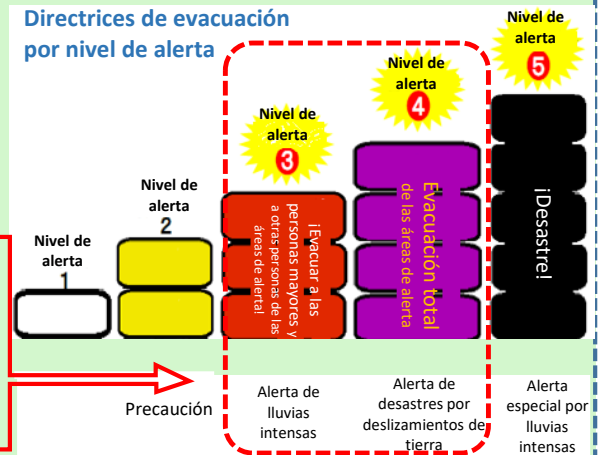 Directrices de evacuación
por nivel de alerta
Nivel de
alerta
1
Nivel de
alerta
2
Nivel de
alerta
3
Nivel de
alerta
4
Nivel de
alerta
5
¡Evacuar a las
personas mayores y
a otras personas de las
áreas de alerta!
Evacuación total
de las áreas de alerta
¡Desastre!
Precaución
Alerta de
lluvias
intensas
Alerta de
desastres por
deslizamientos de
tierra
Alerta
especial por
lluvias
intensas